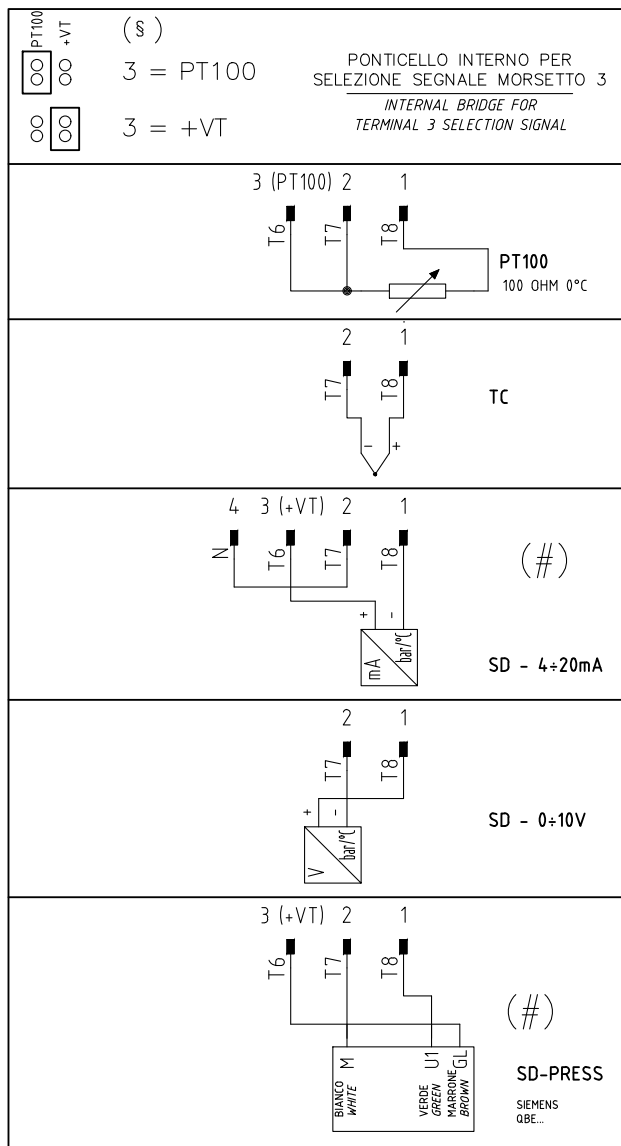 PT100
+VT
(§)
3 = PT100
3 = +VT
PONTICELLO INTERNO PER
SELEZIONE SEGNALE MORSETTO 3
INTERNAL BRIDGE FOR
TERMINAL 3 SELECTION SIGNAL
3 (PT100) 2 1
T6 T7 T8
PT100
100 OHM 0°C
2 1
T7 T8
- +
TC
4 3 (+VT) 2 1
N T6 T7 T8
+ -
mA bar/°C
(#)
SD - 4÷20mA
2 1
T7 T8
+ -
V bar/°C
SD - 0÷10V
3 (+VT) 2 1
T6 T7 T8
M U1 GL
BIANCO
WHITE
VERDE
GREEN
MARRONE
BROWN
(#)
SD-PRESS
SIEMENS
QBE...